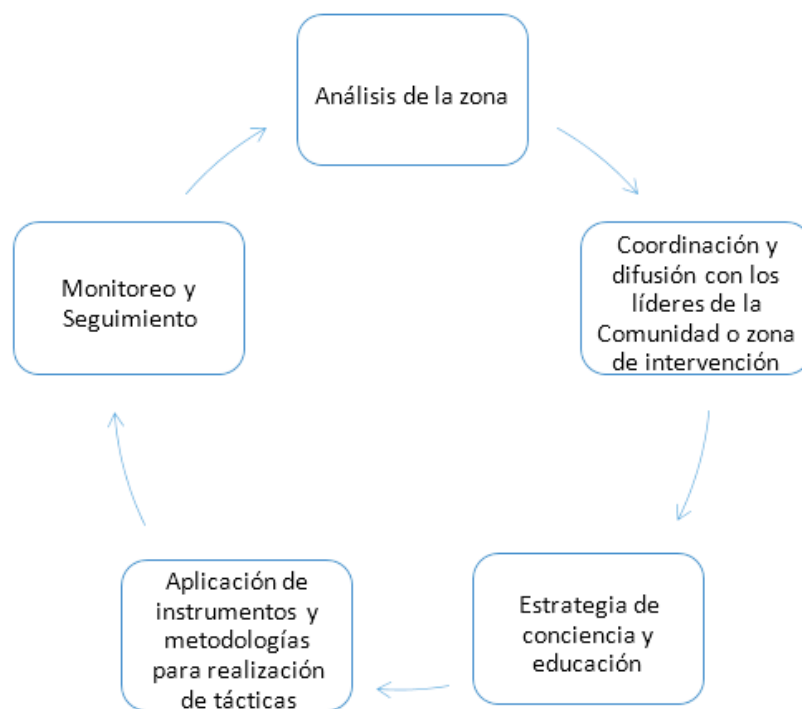 Análisis de la zona
Coordinación y
difusión con los
líderes de la
Comunidad o zona
de intervención
Estrategia de
conciencia y
educación
Aplicación de
instrumentos y
metodologías
para realización
de tácticas
Monitoreo y
Seguimiento